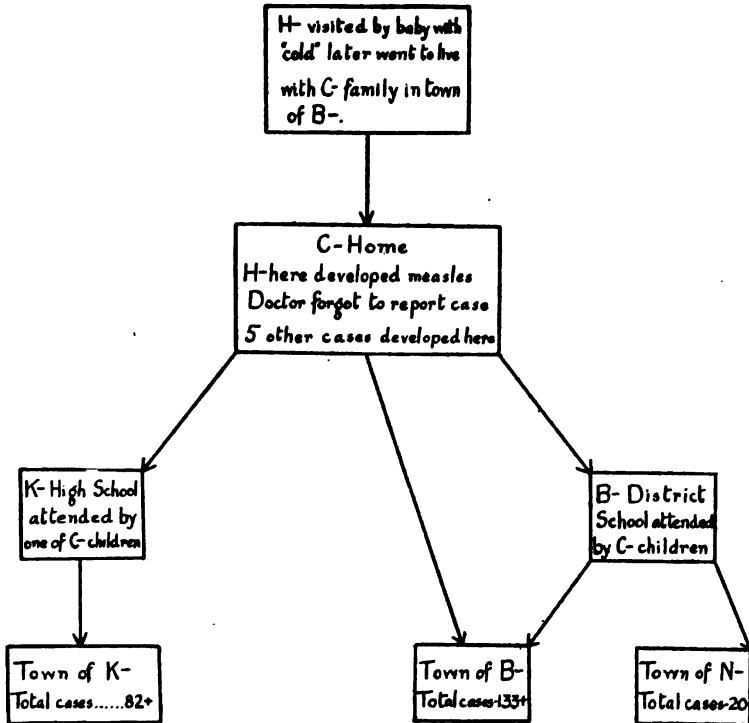 H- visited by baby with
"cold" later went to live
with C- family in town
of B-.
C-Home
H-here developed measles
Doctor forgot to report case
5 other cases developed here
K- High School
attended by
one of C-children
B- District
School attended
by C-children
Town of K-
Total cases......82+
Town of B-
Total cases-133+
Town of N-
Total cases-20